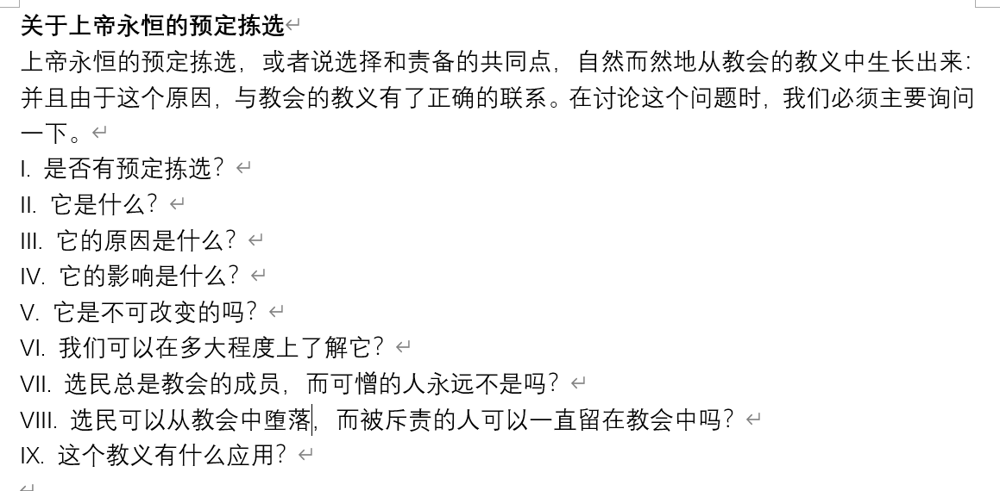 关于上帝永恒的预定拣选
上帝永恒的预定拣选，或者说选择和责备的共同点，自然而然地从教会的教义中生长出来：
并且由于这个原因，与教会的教义有了正确的联系。在讨论这个问题时，我们必须主要询问
一下。
I. 是否有预定拣选？
II. 它是什么？
III. 它的原因是什么？
IV. 它的影响是什么？
V. 它是不可改变的吗？
VI. 我们可以在多大程度上了解它？
VII. 选民总是教会的成员，而可憎的人永远不是吗？
VIII. 选民可以从教会中堕落，而被斥责的人可以一直留在教会中吗？
IX. 这个教义有什么应用？